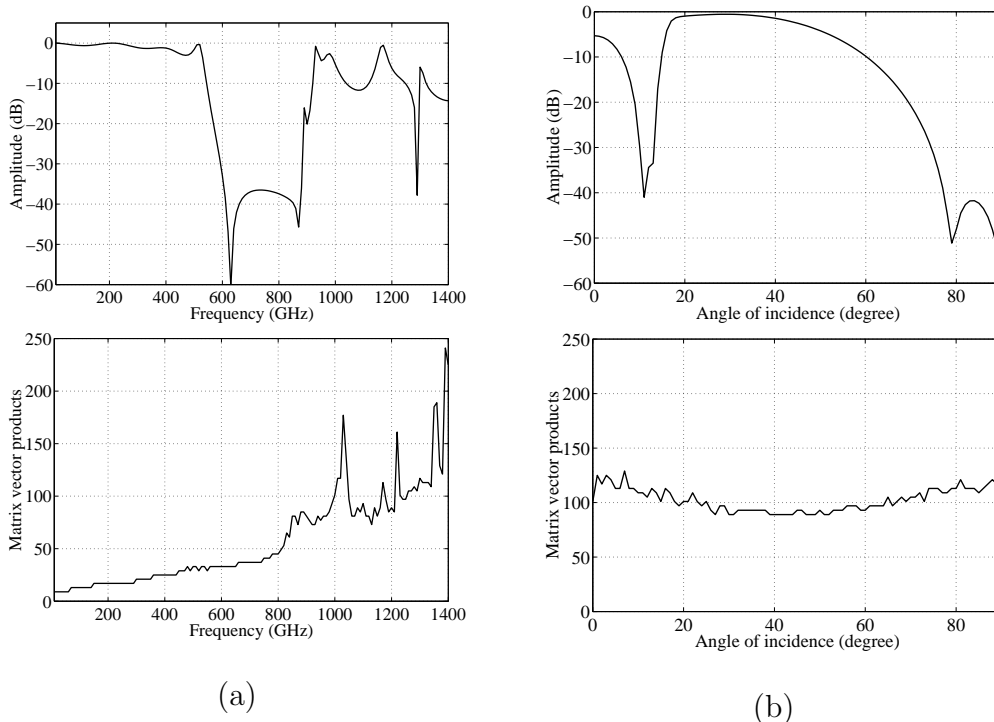 0
−10
−20
−30
−40
−50
−60
Amplitude (dB)
200 400 600 800 1000 1200 1400
Frequency (GHz)
0
−10
−20
−30
−40
−50
−60
Amplitude (dB)
0 20 40 60 80
Angle of incidence (degree)
250
200
150
100
50
0
Matrix vector products
200 400 600 800 1000 1200 1400
Frequency (GHz)
250
200
150
100
50
0
Matrix vector products
0 20 40 60 80
Angle of incidence (degree)
(a)
(b)